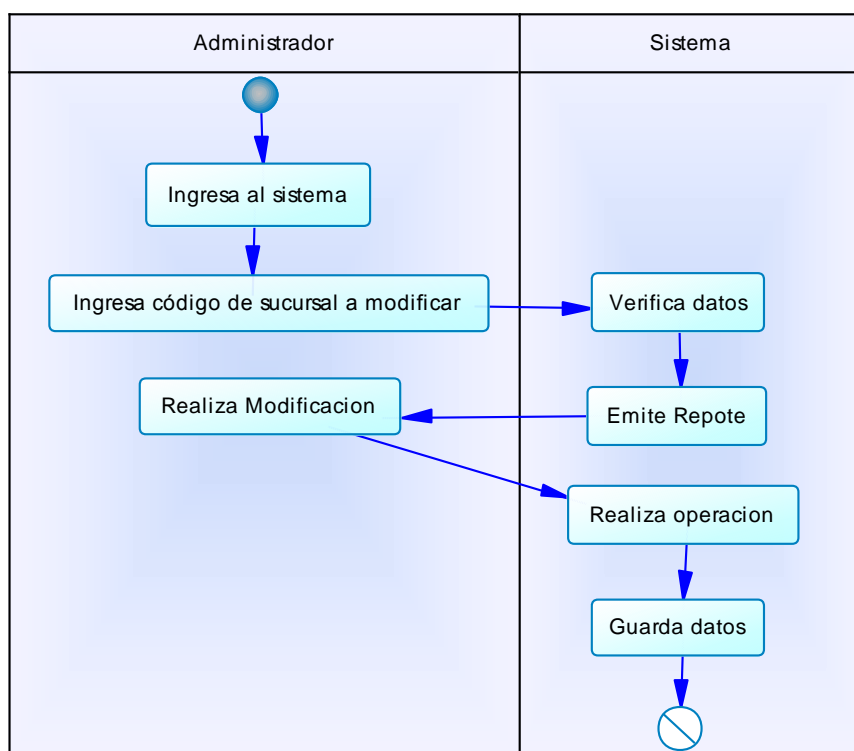 Administrador
Sistema
Ingresa al sistema
Ingresa código de sucursal a modificar
Verifica datos
Realiza Modificacion
Emite Repote
Realiza operacion
Guarda datos